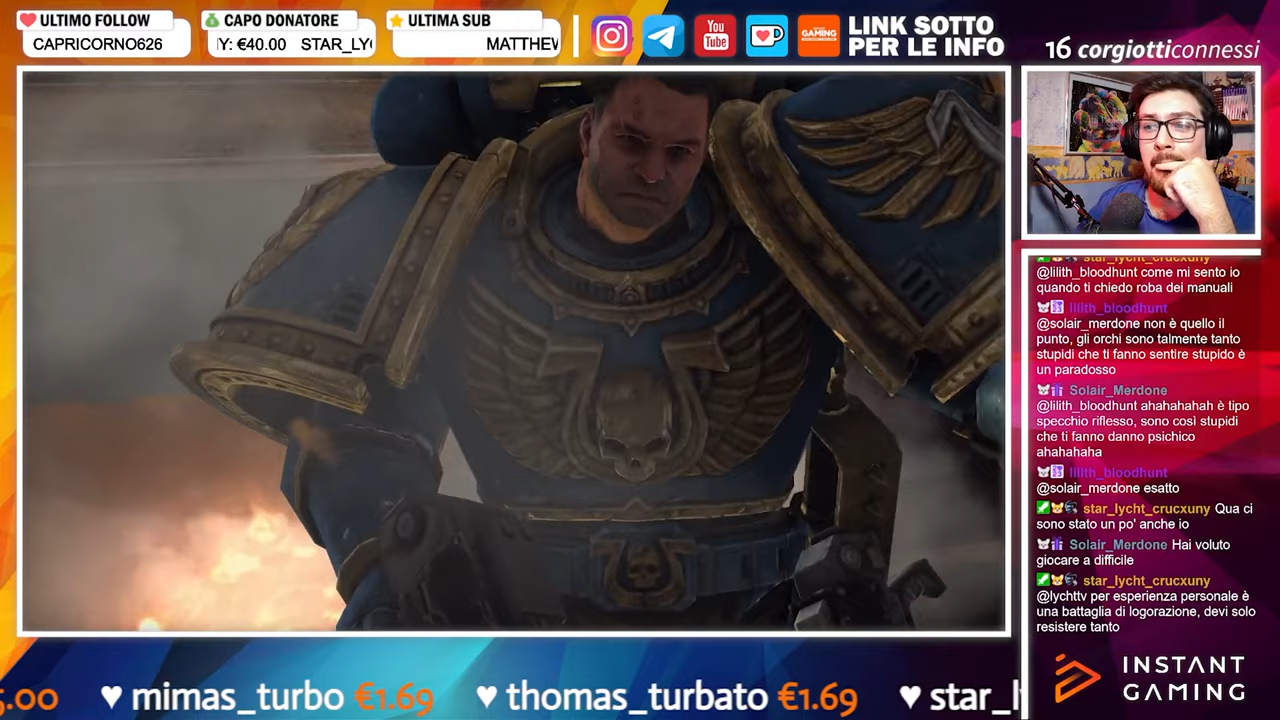 ULTIMO FOLLOW
CAPRICORNO626
CAPO DONATORE
Y: €40.00 STAR_LY
ULTIMA SUB
MATTHEW
You
Tube
GAMING
LINK SOTTO
PER LE INFO
16 corgiotticonnessi
star_lycht_crucxuny
@lilith_bloodhunt come mi sento io
quando ti chiedo roba dei manuali
lilith_bloodhunt
@solair_merdone non è quello il
punto, gli orchi sono talmente tanto
stupidi che ti fanno sentire stupido è
un paradosso
Solair_Merdone
@lilith_bloodhunt ahahahahah è tipo
specchio riflesso, sono così stupidi
che ti fanno danno psichico
ahahahaha
lilith_bloodhunt
@solair_merdone esatto
star_lycht_crucxuny Qua ci
sono stato un po' anche io
Solair_Merdone Hai voluto
giocare a difficile
star_lycht_crucxuny
@lychttv per esperienza personale è
una battaglia di logorazione, devi solo
resistere tanto
INSTANT
GAMING
5.00 ♥ mimas_turbo €1.69 ♥ thomas_turbato €1.69 ♥ star_l